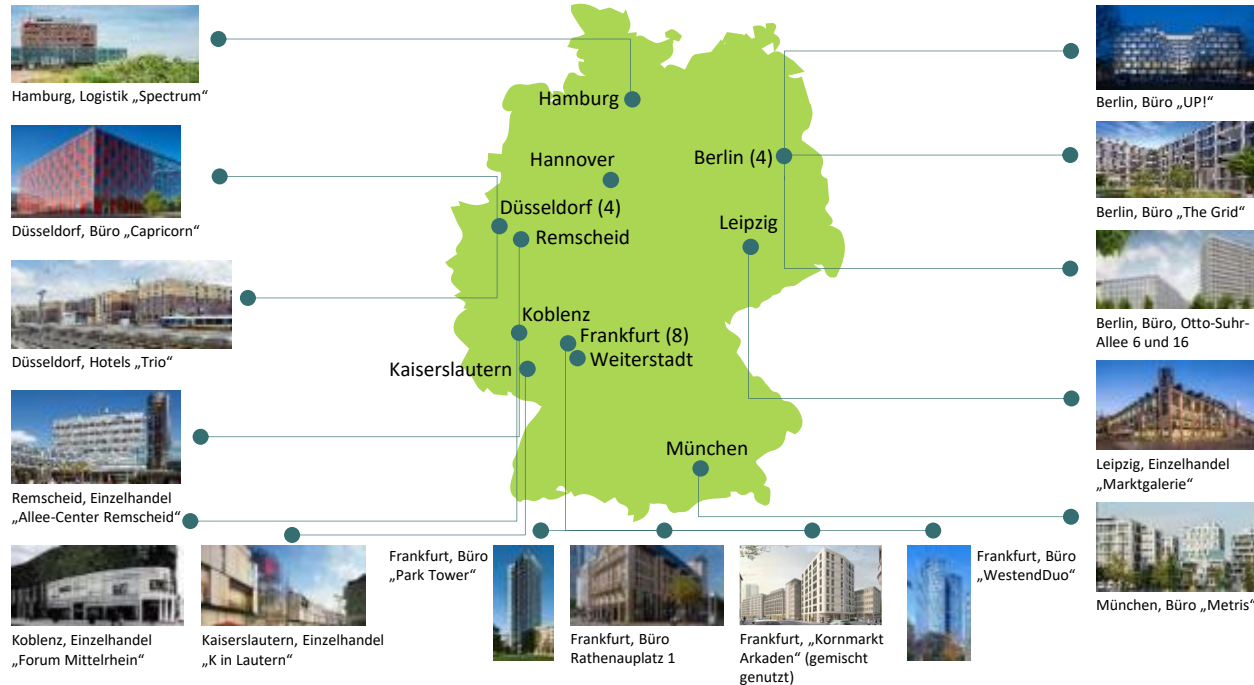 Hamburg, Logistik „Spectrum“
Düsseldorf, Büro „Capricorn“
Düsseldorf, Hotels „Trio“
Remscheid, Einzelhandel
„Allee-Center Remscheid“
Koblenz, Einzelhandel
„Forum Mittelrhein“
Kaiserslautern, Einzelhandel
„K in Lautern“
Hamburg
Hannover
Berlin (4)
Düsseldorf (4)
Remscheid
Leipzig
Koblenz
Frankfurt (8)
Weiterstadt
Kaiserslautern
München
Frankfurt, Büro
„Park Tower“
Frankfurt, Büro
Rathenauplatz 1
Frankfurt, „Kornmarkt
Arkaden“ (gemischt
genutzt)
Frankfurt, Büro
„WestendDuo“
Berlin, Büro „UP!“
Berlin, Büro „The Grid“
Berlin, Büro, Otto-Suhr-
Allee 6 und 16
Leipzig, Einzelhandel
„Marktgalerie“
München, Büro „Metris“